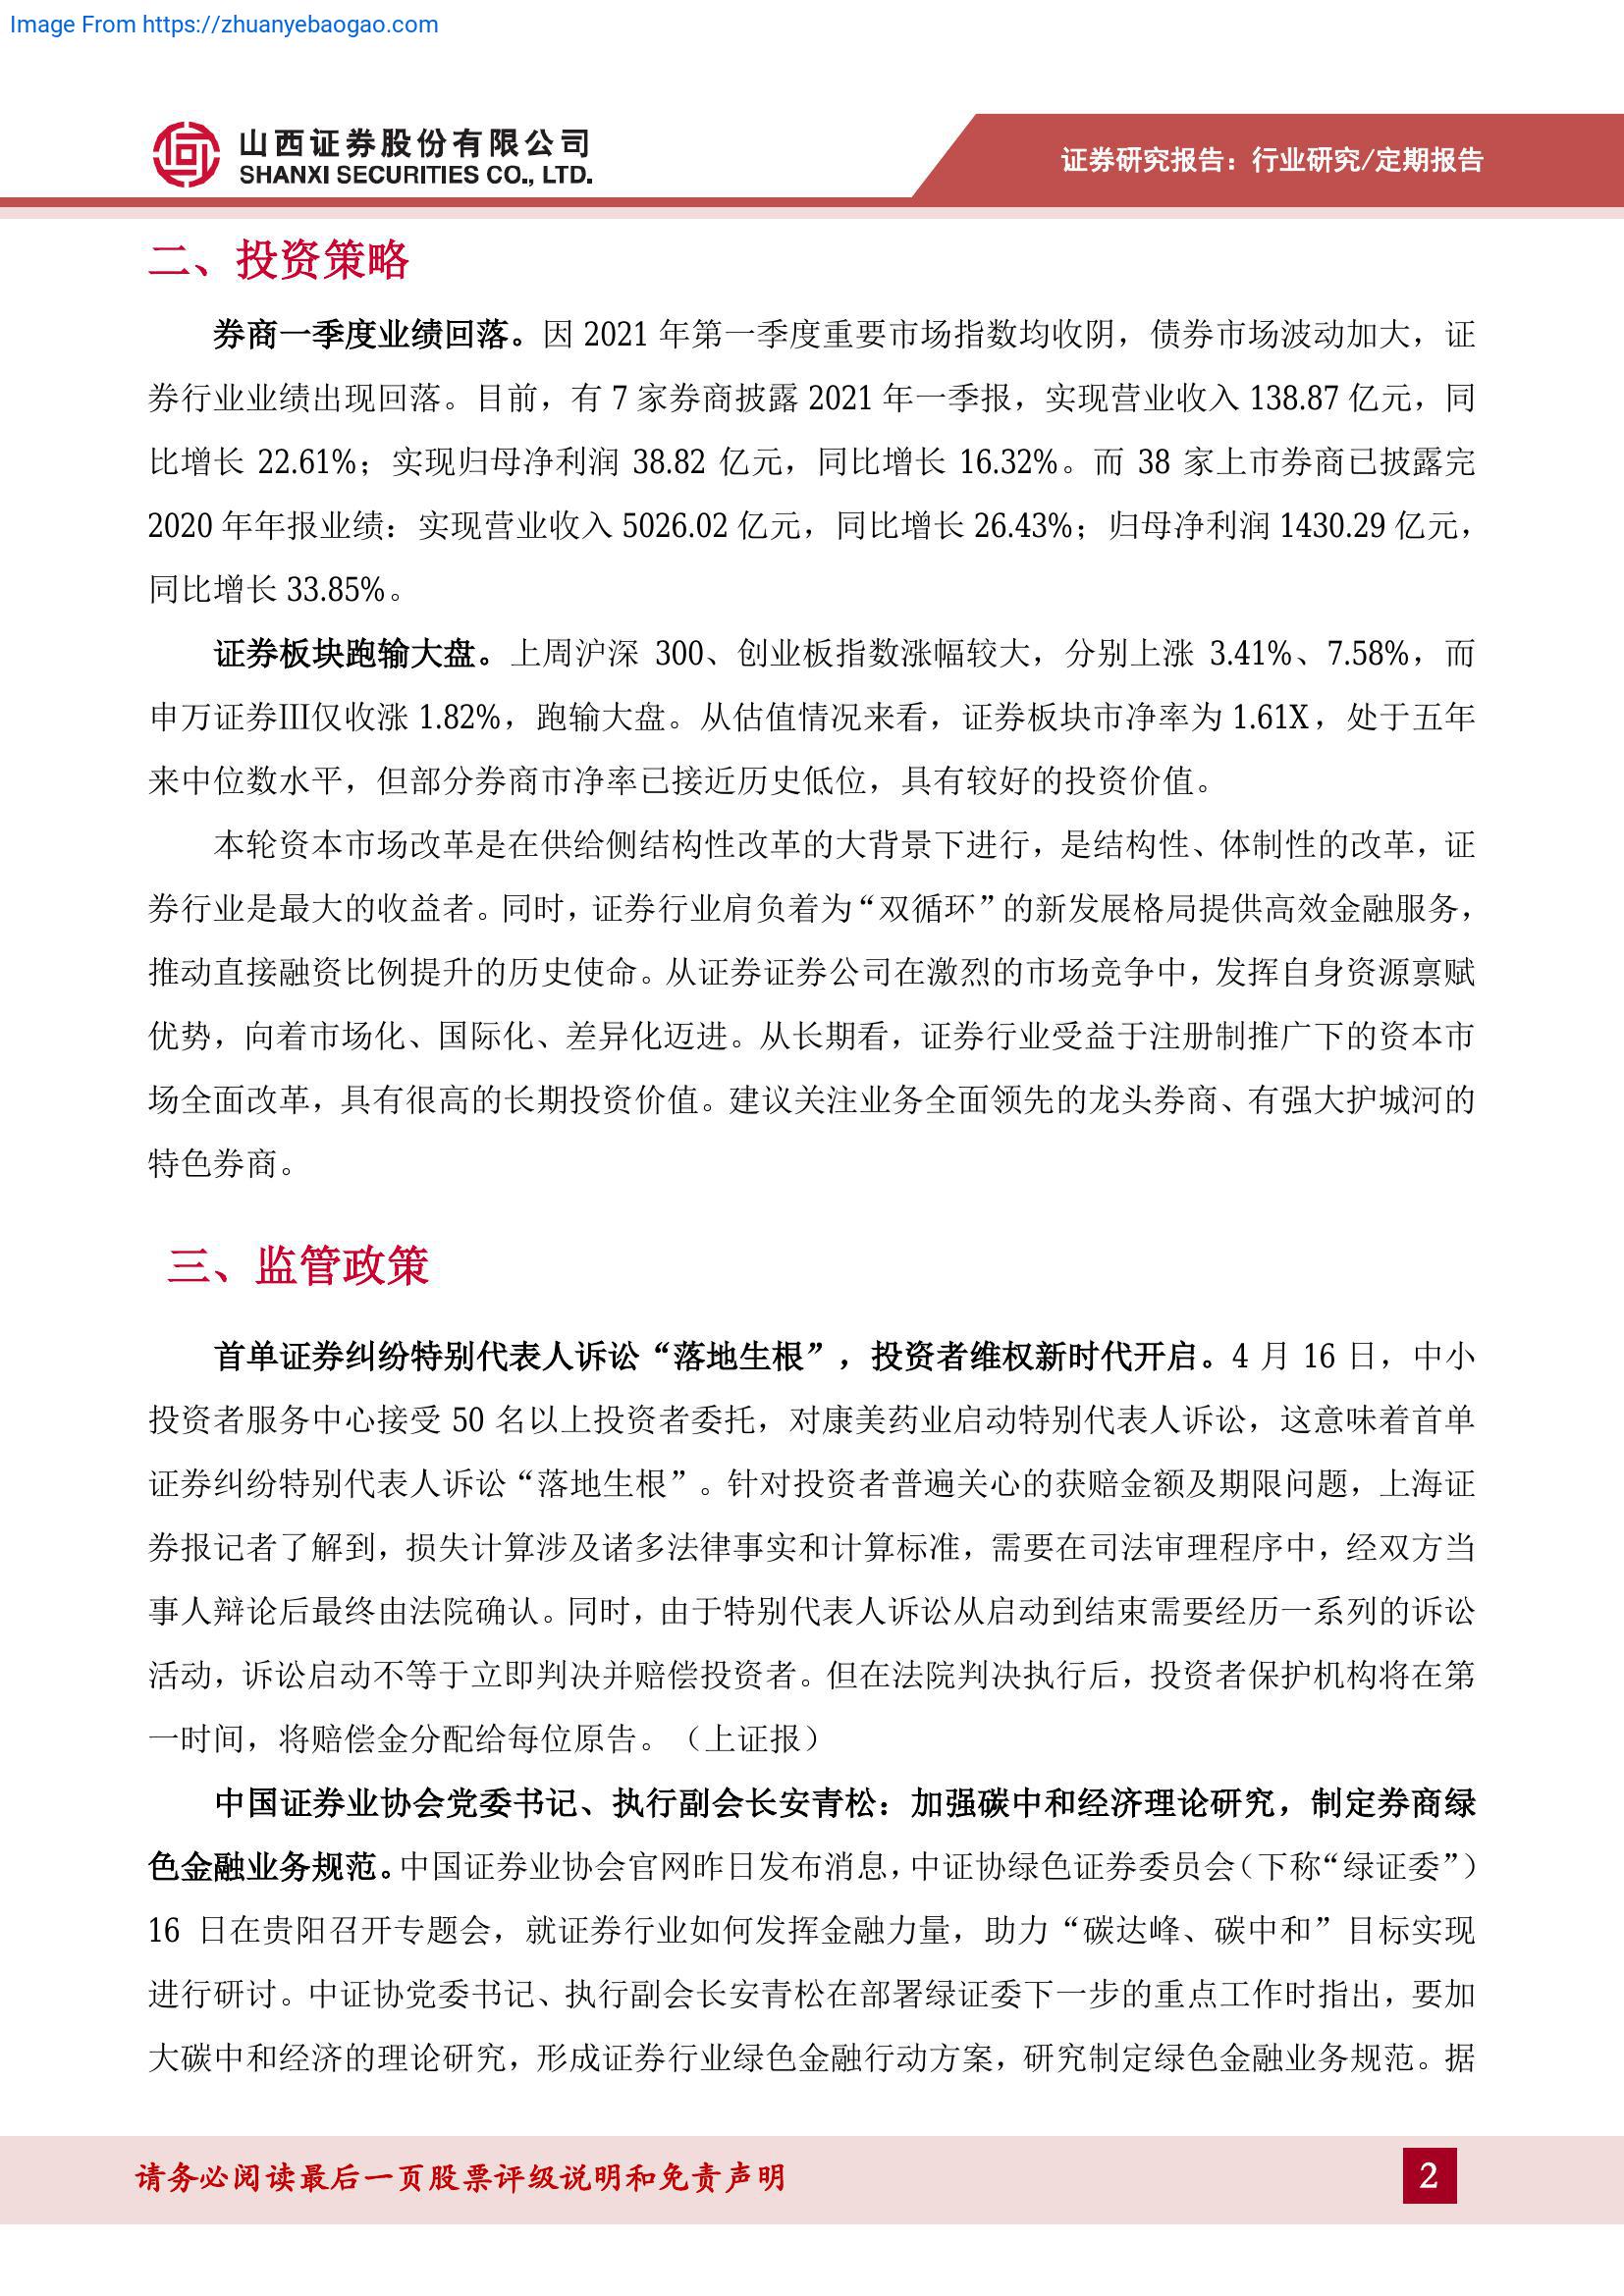 Image From https://zhuanyebaogao.com
山西证券股份有限公司
SHANXI SECURITIES CO., LTD.
证券研究报告：行业研究/定期报告
二、投资策略
券商一季度业绩回落。因 2021 年第一季度重要市场指数均收阴，债券市场波动加大，证
券行业业绩出现回落。目前，有 7 家券商披露 2021 年一季报，实现营业收入 138.87 亿元，同
比增长 22.61%；实现归母净利润 38.82 亿元，同比增长 16.32%。而 38 家上市券商已披露完
2020 年年报业绩：实现营业收入 5026.02 亿元，同比增长 26.43%；归母净利润 1430.29 亿元，
同比增长 33.85%。
证券板块跑输大盘。上周沪深 300、创业板指数涨幅较大，分别上涨 3.41%、7.58%，而
申万证券III仅收涨 1.82%，跑输大盘。从估值情况来看，证券板块市净率为 1.61X，处于五年
来中位数水平，但部分券商市净率已接近历史低位，具有较好的投资价值。
本轮资本市场改革是在供给侧结构性改革的大背景下进行，是结构性、体制性的改革，证
券行业是最大的收益者。同时，证券行业肩负着为“双循环”的新发展格局提供高效金融服务，
推动直接融资比例提升的历史使命。从证券证券公司在激烈的市场竞争中，发挥自身资源禀赋
优势，向着市场化、国际化、差异化迈进。从长期看，证券行业受益于注册制推广下的资本市
场全面改革，具有很高的长期投资价值。建议关注业务全面领先的龙头券商、有强大护城河的
特色券商。
三、监管政策
首单证券纠纷特别代表人诉讼“落地生根”，投资者维权新时代开启。4 月 16 日，中小
投资者服务中心接受 50 名以上投资者委托，对康美药业启动特别代表人诉讼，这意味着首单
证券纠纷特别代表人诉讼“落地生根”。针对投资者普遍关心的获赔金额及期限问题，上海证
券报记者了解到，损失计算涉及诸多法律事实和计算标准，需要在司法审理程序中，经双方当
事人辩论后最终由法院确认。同时，由于特别代表人诉讼从启动到结束需要经历一系列的诉讼
活动，诉讼启动不等于立即判决并赔偿投资者。但在法院判决执行后，投资者保护机构将在第
一时间，将赔偿金分配给每位原告。（上证报）
中国证券业协会党委书记、执行副会长安青松：加强碳中和经济理论研究，制定券商绿
色金融业务规范。中国证券业协会官网昨日发布消息，中证协绿色证券委员会（下称“绿证委”）
16 日在贵阳召开专题会，就证券行业如何发挥金融力量，助力“碳达峰、碳中和”目标实现
进行研讨。中证协党委书记、执行副会长安青松在部署绿证委下一步的重点工作时指出，要加
大碳中和经济的理论研究，形成证券行业绿色金融行动方案，研究制定绿色金融业务规范。据
请务必阅读最后一页股票评级说明和免责声明
2